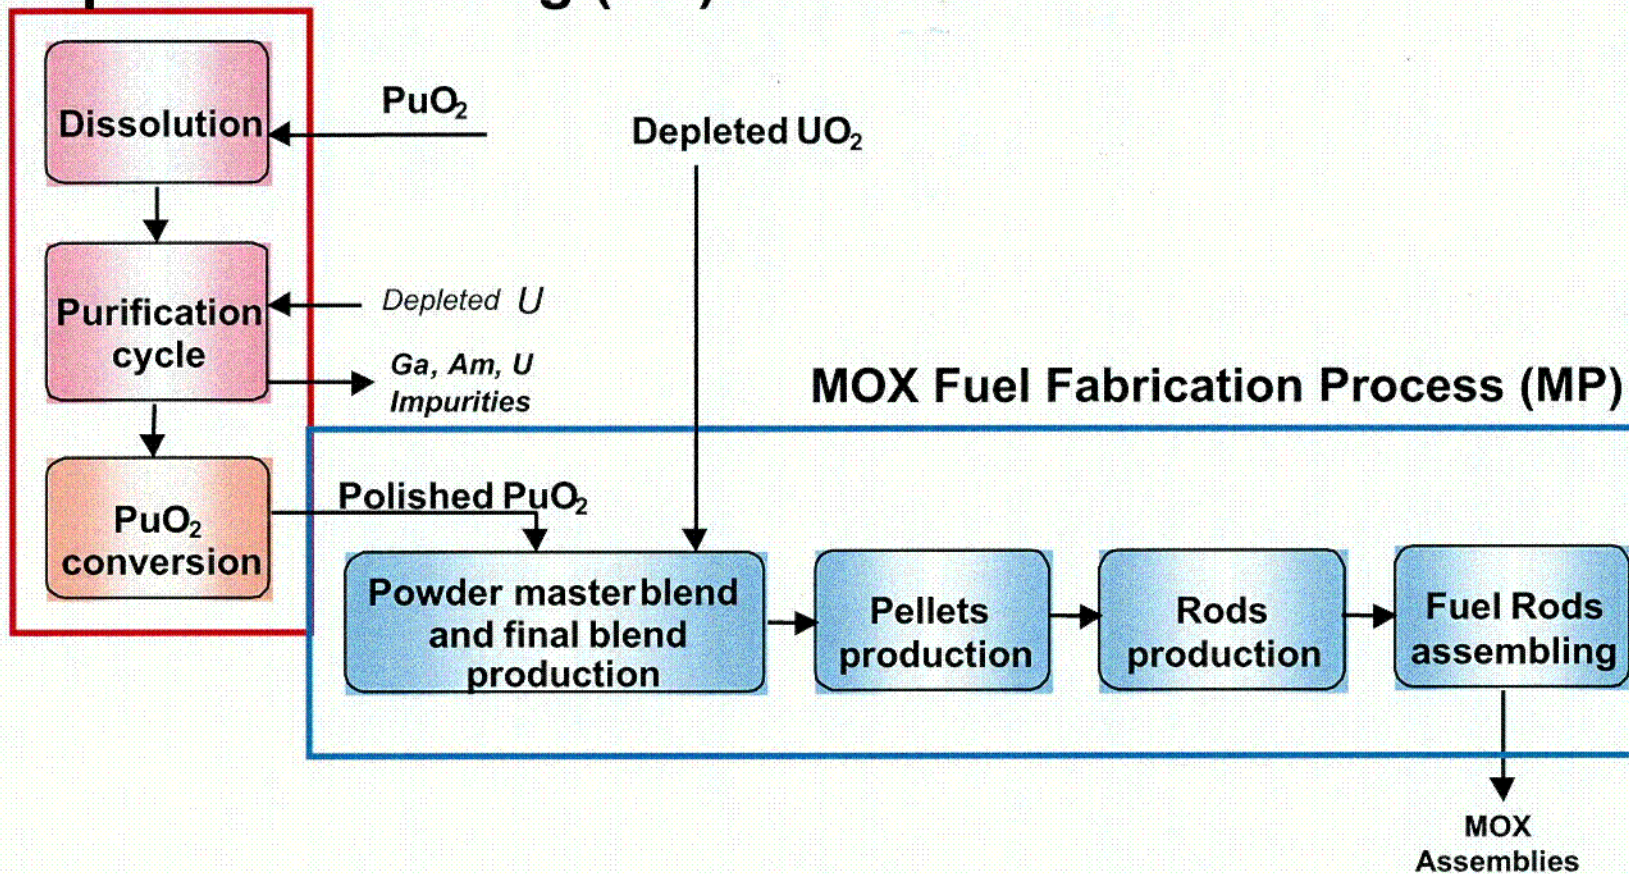 Dissolution
PuO₂
Depleted UO₂
Purification
cycle
Depleted U
Ga, Am, U
Impurities
MOX Fuel Fabrication Process (MP)
PuO₂
conversion
Polished PuO₂
Powder master blend
and final blend
production
Pellets
production
Rods
production
Fuel Rods
assembling
MOX
Assemblies